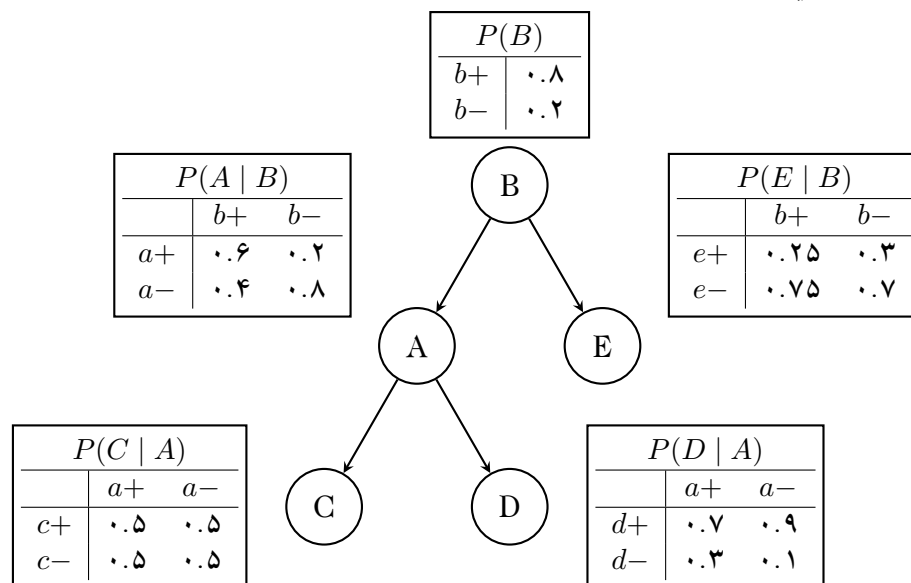 P(B)
b+ ۰.۸
b− ۰.۲
B
P(A | B)
b+ b−
a+ ۰.۶ ۰.۲
a− ۰.۴ ۰.۸
P(E | B)
b+ b−
e+ ۰.۲۵ ۰.۳
e− ۰.۷۵ ۰.۷
A
E
P(C | A)
a+ a−
c+ ۰.۵ ۰.۵
c− ۰.۵ ۰.۵
C
D
P(D | A)
a+ a−
d+ ۰.۷ ۰.۹
d− ۰.۳ ۰.۱